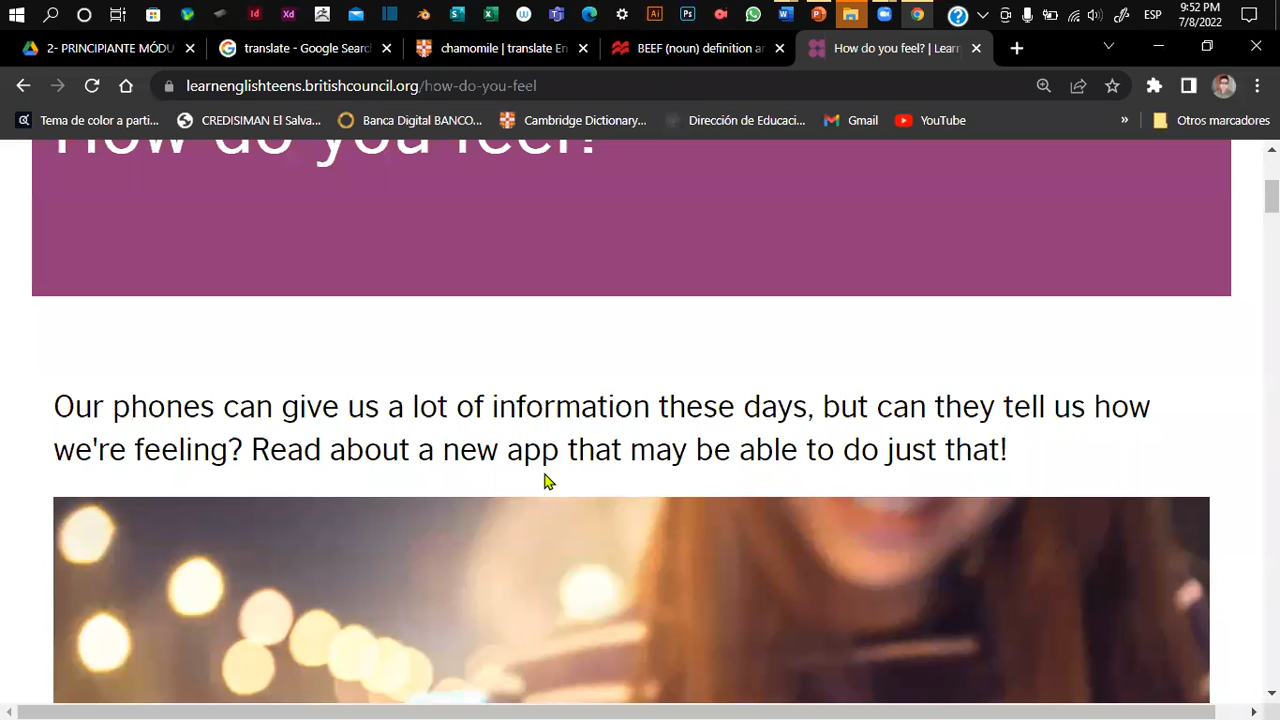 9:52 PM
ESP
7/8/2022
2- PRINCIPIANTE MÓDU
translate - Google Searc
chamomile | translate En
BEEF (noun) definition ar
How do you feel? | Learn
learnenglishteens.britishcouncil.org/how-do-you-feel
Tema de color a parti...
CREDISIMAN El Salva...
Banca Digital BANCO...
Cambridge Dictionary...
Dirección de Educaci...
Gmail
YouTube
»
Otros marcadores
How do you feel?
Our phones can give us a lot of information these days, but can they tell us how
we're feeling? Read about a new app that may be able to do just that!